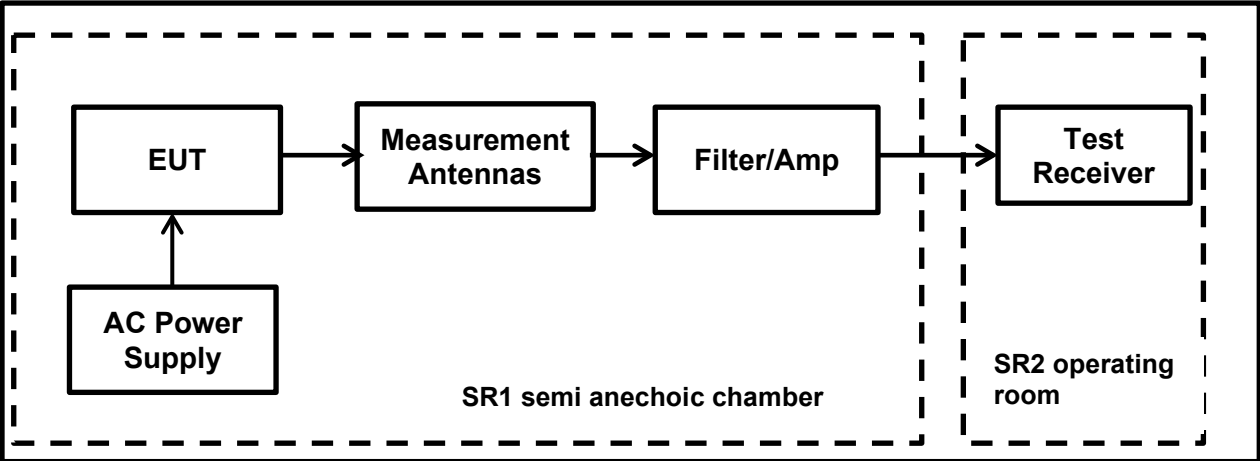 EUT
Measurement
Antennas
Filter/Amp
Test
Receiver
AC Power
Supply
SR1 semi anechoic chamber
SR2 operating
room